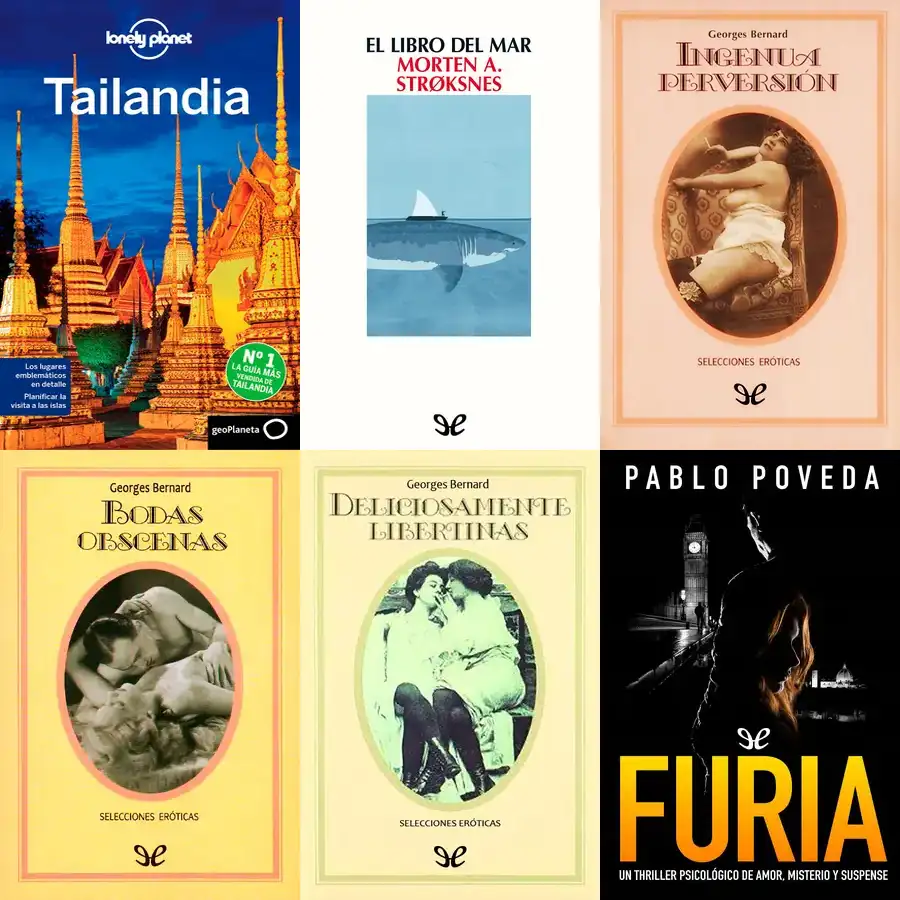 lonely planet
Tailandia
Los lugares
emblemáticos
en detalle
Planificar la
visita a las islas
Nº 1
LA GUÍA MÁS
VENDIDA DE
TAILANDIA
geoPlaneta
EL LIBRO DEL MAR
MORTEN A.
STRØKSNES
Georges Bernard
INGENUA
PERVERSIÓN
SELECCIONES ERÓTICAS
Georges Bernard
BODAS
OBSCENAS
SELECCIONES ERÓTICAS
Georges Bernard
DELICIOSAMENTE
LIBERTINAS
SELECCIONES ERÓTICAS
PABLO POVEDA
FURIA
UN THRILLER PSICOLÓGICO DE AMOR, MISTERIO Y SUSPENSE